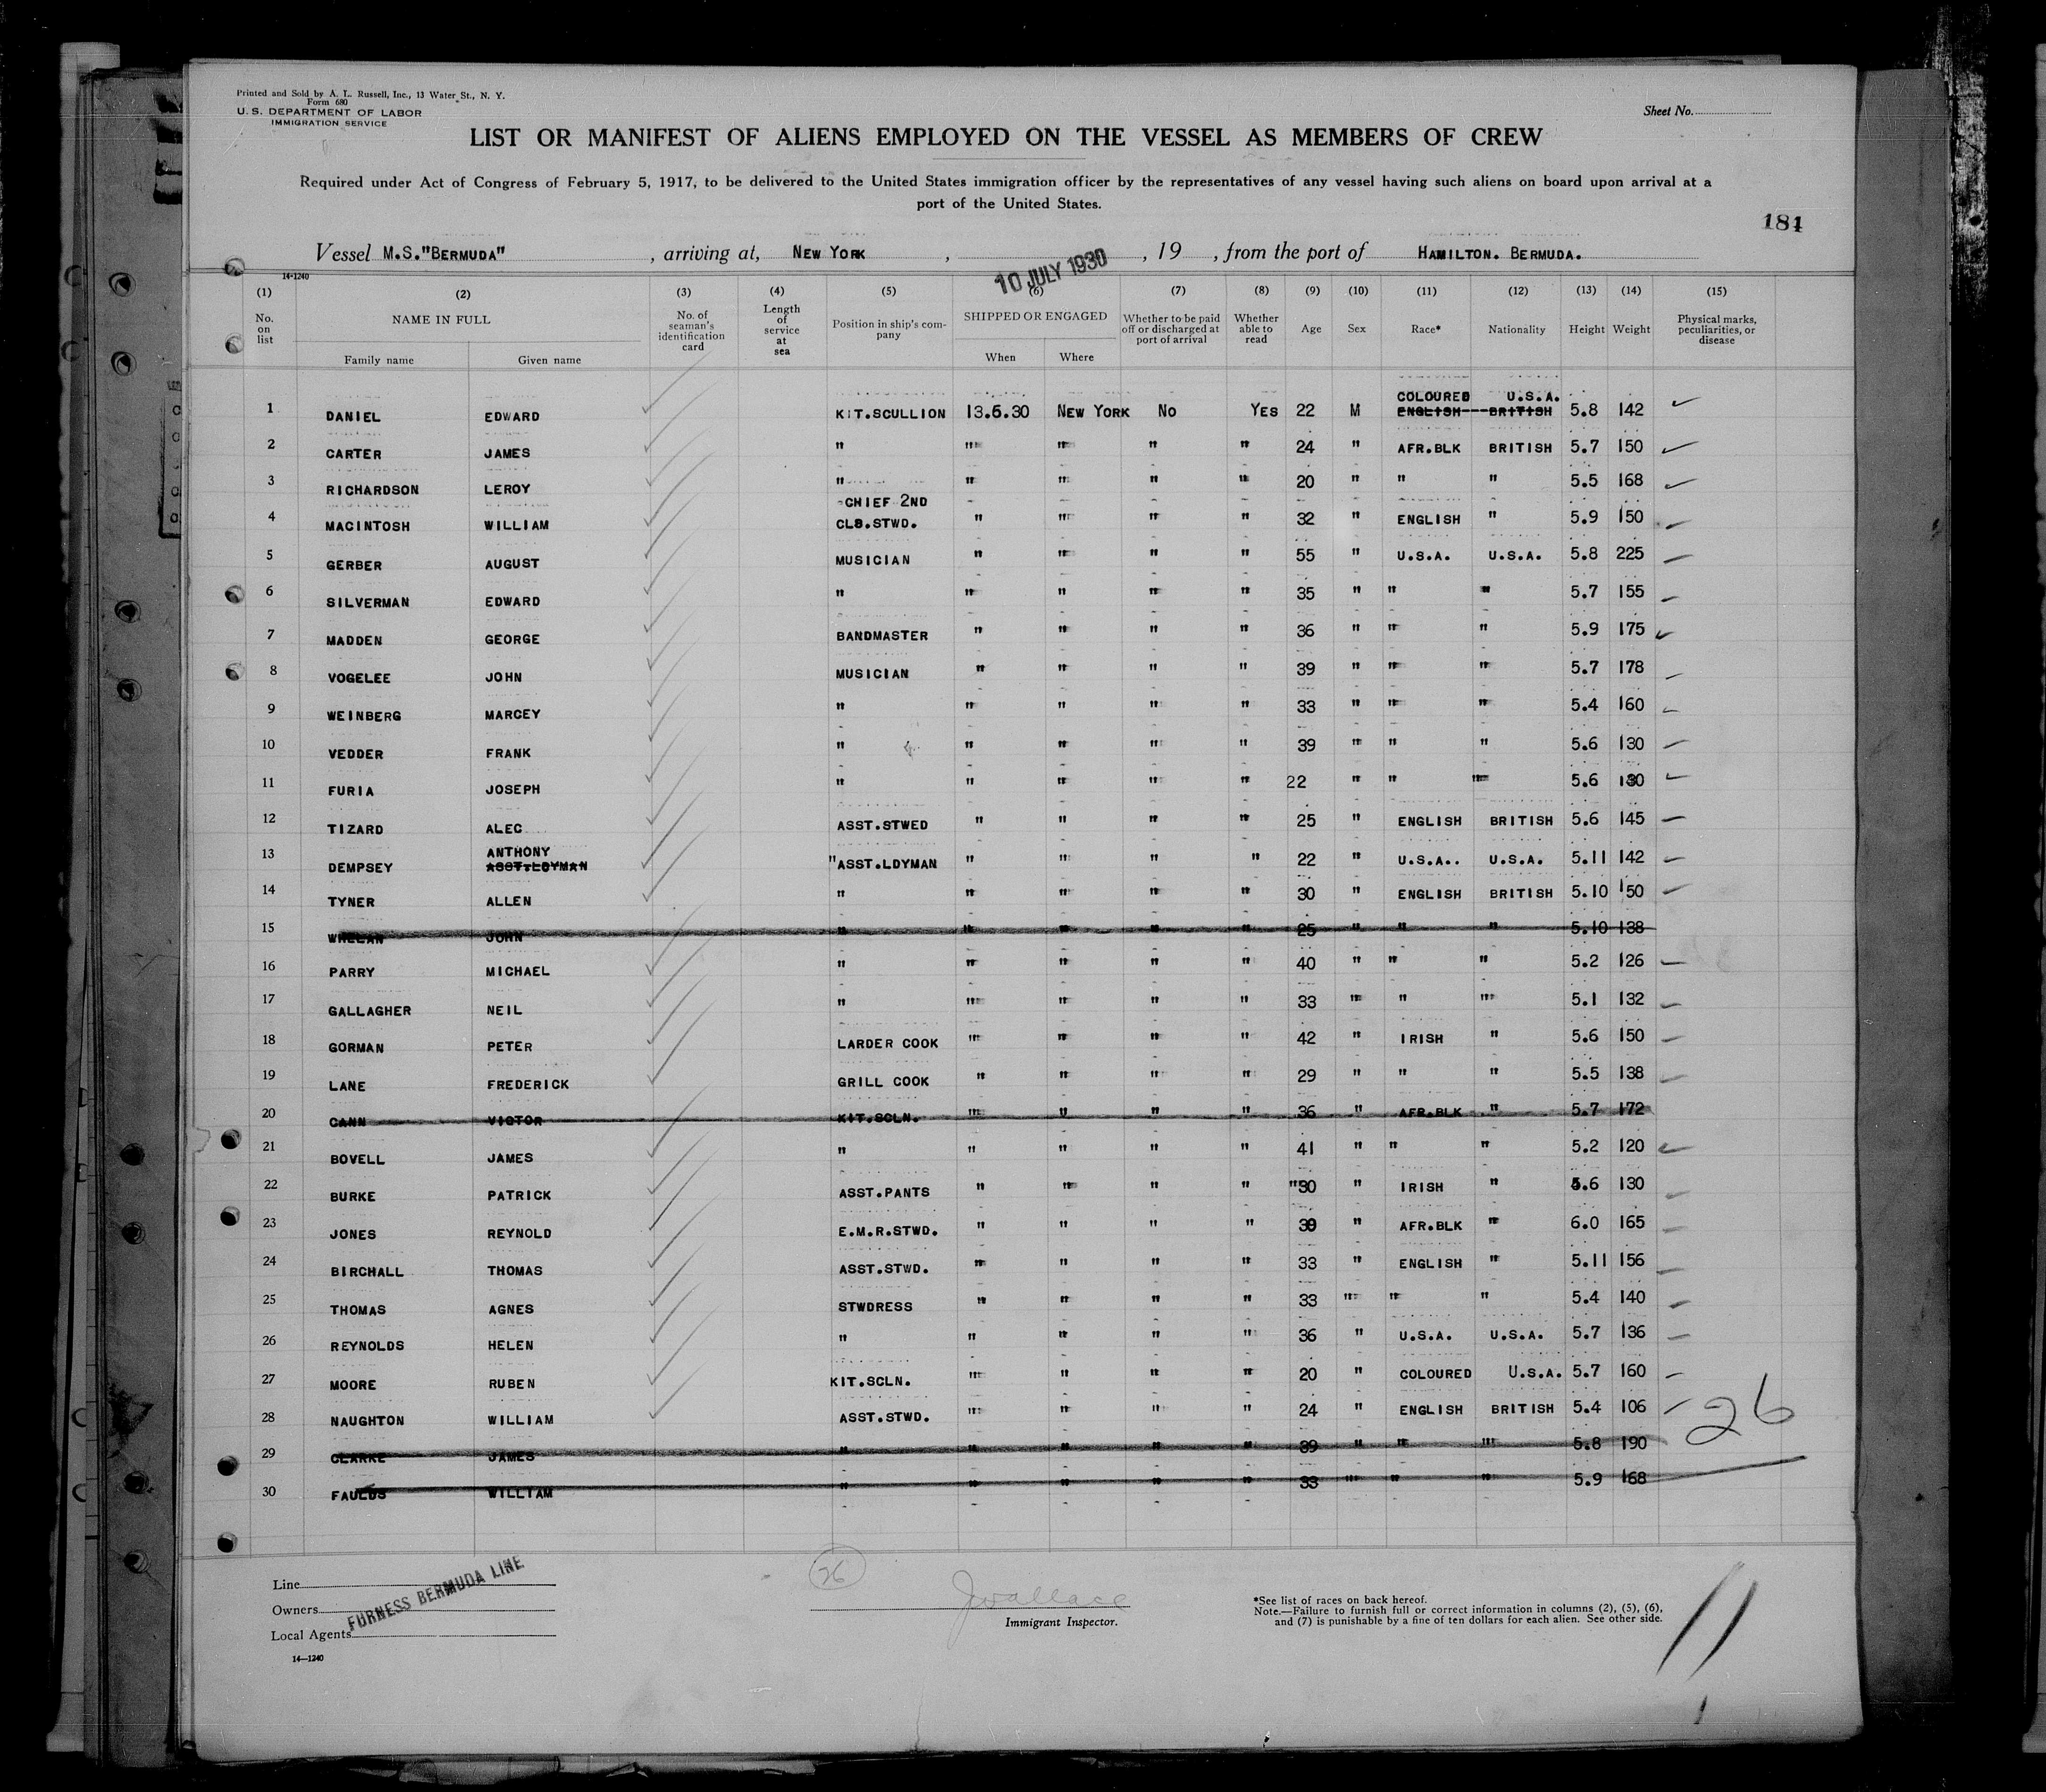 Printed and Sold by A. L. Russell, Inc., 13 Water St., N. Y.
Form 680
U. S. DEPARTMENT OF LABOR
IMMIGRATION SERVICE
Sheet No.
LIST OR MANIFEST OF ALIENS EMPLOYED ON THE VESSEL AS MEMBERS OF CREW
Required under Act of Congress of February 5, 1917, to be delivered to the United States immigration officer by the representatives of any vessel having such aliens on board upon arrival at a
port of the United States.
181
Vessel M.S."BERMUDA" , arriving at, NEW YORK , 10 JULY 1930 , 19 , from the port of HAMILTON. BERMUDA.
14-1240
(1) (2) (3) (4) (5) (6) (7) (8) (9) (10) (11) (12) (13) (14) (15)
No. on list NAME IN FULL Family name Given name No. of seaman's identification card Length of service at sea Position in ship's company SHIPPED OR ENGAGED When Where Whether to be paid off or discharged at port of arrival Whether able to read Age Sex Race* Nationality Height Weight Physical marks, peculiarities, or disease
COLOURED U.S.A.
1 DANIEL EDWARD KIT.SCULLION 13.5.30 NEW YORK NO YES 22 M ENGLISH BRITISH 5.8 142
2 CARTER JAMES " " " " " 24 " AFR.BLK BRITISH 5.7 150
3 RICHARDSON LEROY " " " " " 20 " " " 5.5 168
CHIEF 2ND
4 MACINTOSH WILLIAM CLS.STWD. " " " " 32 " ENGLISH " 5.9 150
5 GERBER AUGUST MUSICIAN " " " " 55 " U.S.A. U.S.A. 5.8 225
6 SILVERMAN EDWARD " " " " " 35 " " " 5.7 155
7 MADDEN GEORGE BANDMASTER " " " " 36 " " " 5.9 175
8 VOGELEE JOHN MUSICIAN " " " " 39 " " " 5.7 178
9 WEINBERG MARCEY " " " " " 33 " " " 5.4 160
10 VEDDER FRANK " " " " " 39 " " " 5.6 130
11 FURIA JOSEPH " " " " " 22 " " " 5.6 130
12 TIZARD ALEC ASST.STWED " " " " 25 " ENGLISH BRITISH 5.6 145
ANTHONY
13 DEMPSEY ASST.LDYMAN "ASST.LDYMAN " " " " 22 " U.S.A.. U.S.A. 5.11 142
14 TYNER ALLEN " " " " " 30 " ENGLISH BRITISH 5.10 150
15 WHELAN JOHN " " " " " 25 " " " 5.10 138
16 PARRY MICHAEL " " " " " 40 " " " 5.2 126
17 GALLAGHER NEIL " " " " " 33 " " " 5.1 132
18 GORMAN PETER LARDER COOK " " " " 42 " IRISH " 5.6 150
19 LANE FREDERICK GRILL COOK " " " " 29 " " " 5.5 138
20 CANN VICTOR KIT.SCLN. " " " " 36 " AFR.BLK " 5.7 172
21 BOVELL JAMES " " " " " 41 " " " 5.2 120
22 BURKE PATRICK ASST.PANTS " " " " "30 " IRISH " 5.6 130
23 JONES REYNOLD E.M.R.STWD. " " " " 39 " AFR.BLK " 6.0 165
24 BIRCHALL THOMAS ASST.STWD. " " " " 33 " ENGLISH " 5.11 156
25 THOMAS AGNES STWDRESS " " " " 33 " " " 5.4 140
26 REYNOLDS HELEN " " " " " 36 " U.S.A. U.S.A. 5.7 136
27 MOORE RUBEN KIT.SCLN. " " " " 20 " COLOURED U.S.A. 5.7 160
28 NAUGHTON WILLIAM ASST.STWD. " " " " 24 " ENGLISH BRITISH 5.4 106
26
29 CLARKE JAMES " " " " " 39 " " " 5.8 190
30 FAULDS WILLIAM " " " " " 33 " " " 5.9 168
Line
Owners
Local Agents
FURNESS BERMUDA LINE
14—1240
26
JWallace
Immigrant Inspector.
*See list of races on back hereof.
Note.—Failure to furnish full or correct information in columns (2), (5), (6),
and (7) is punishable by a fine of ten dollars for each alien. See other side.